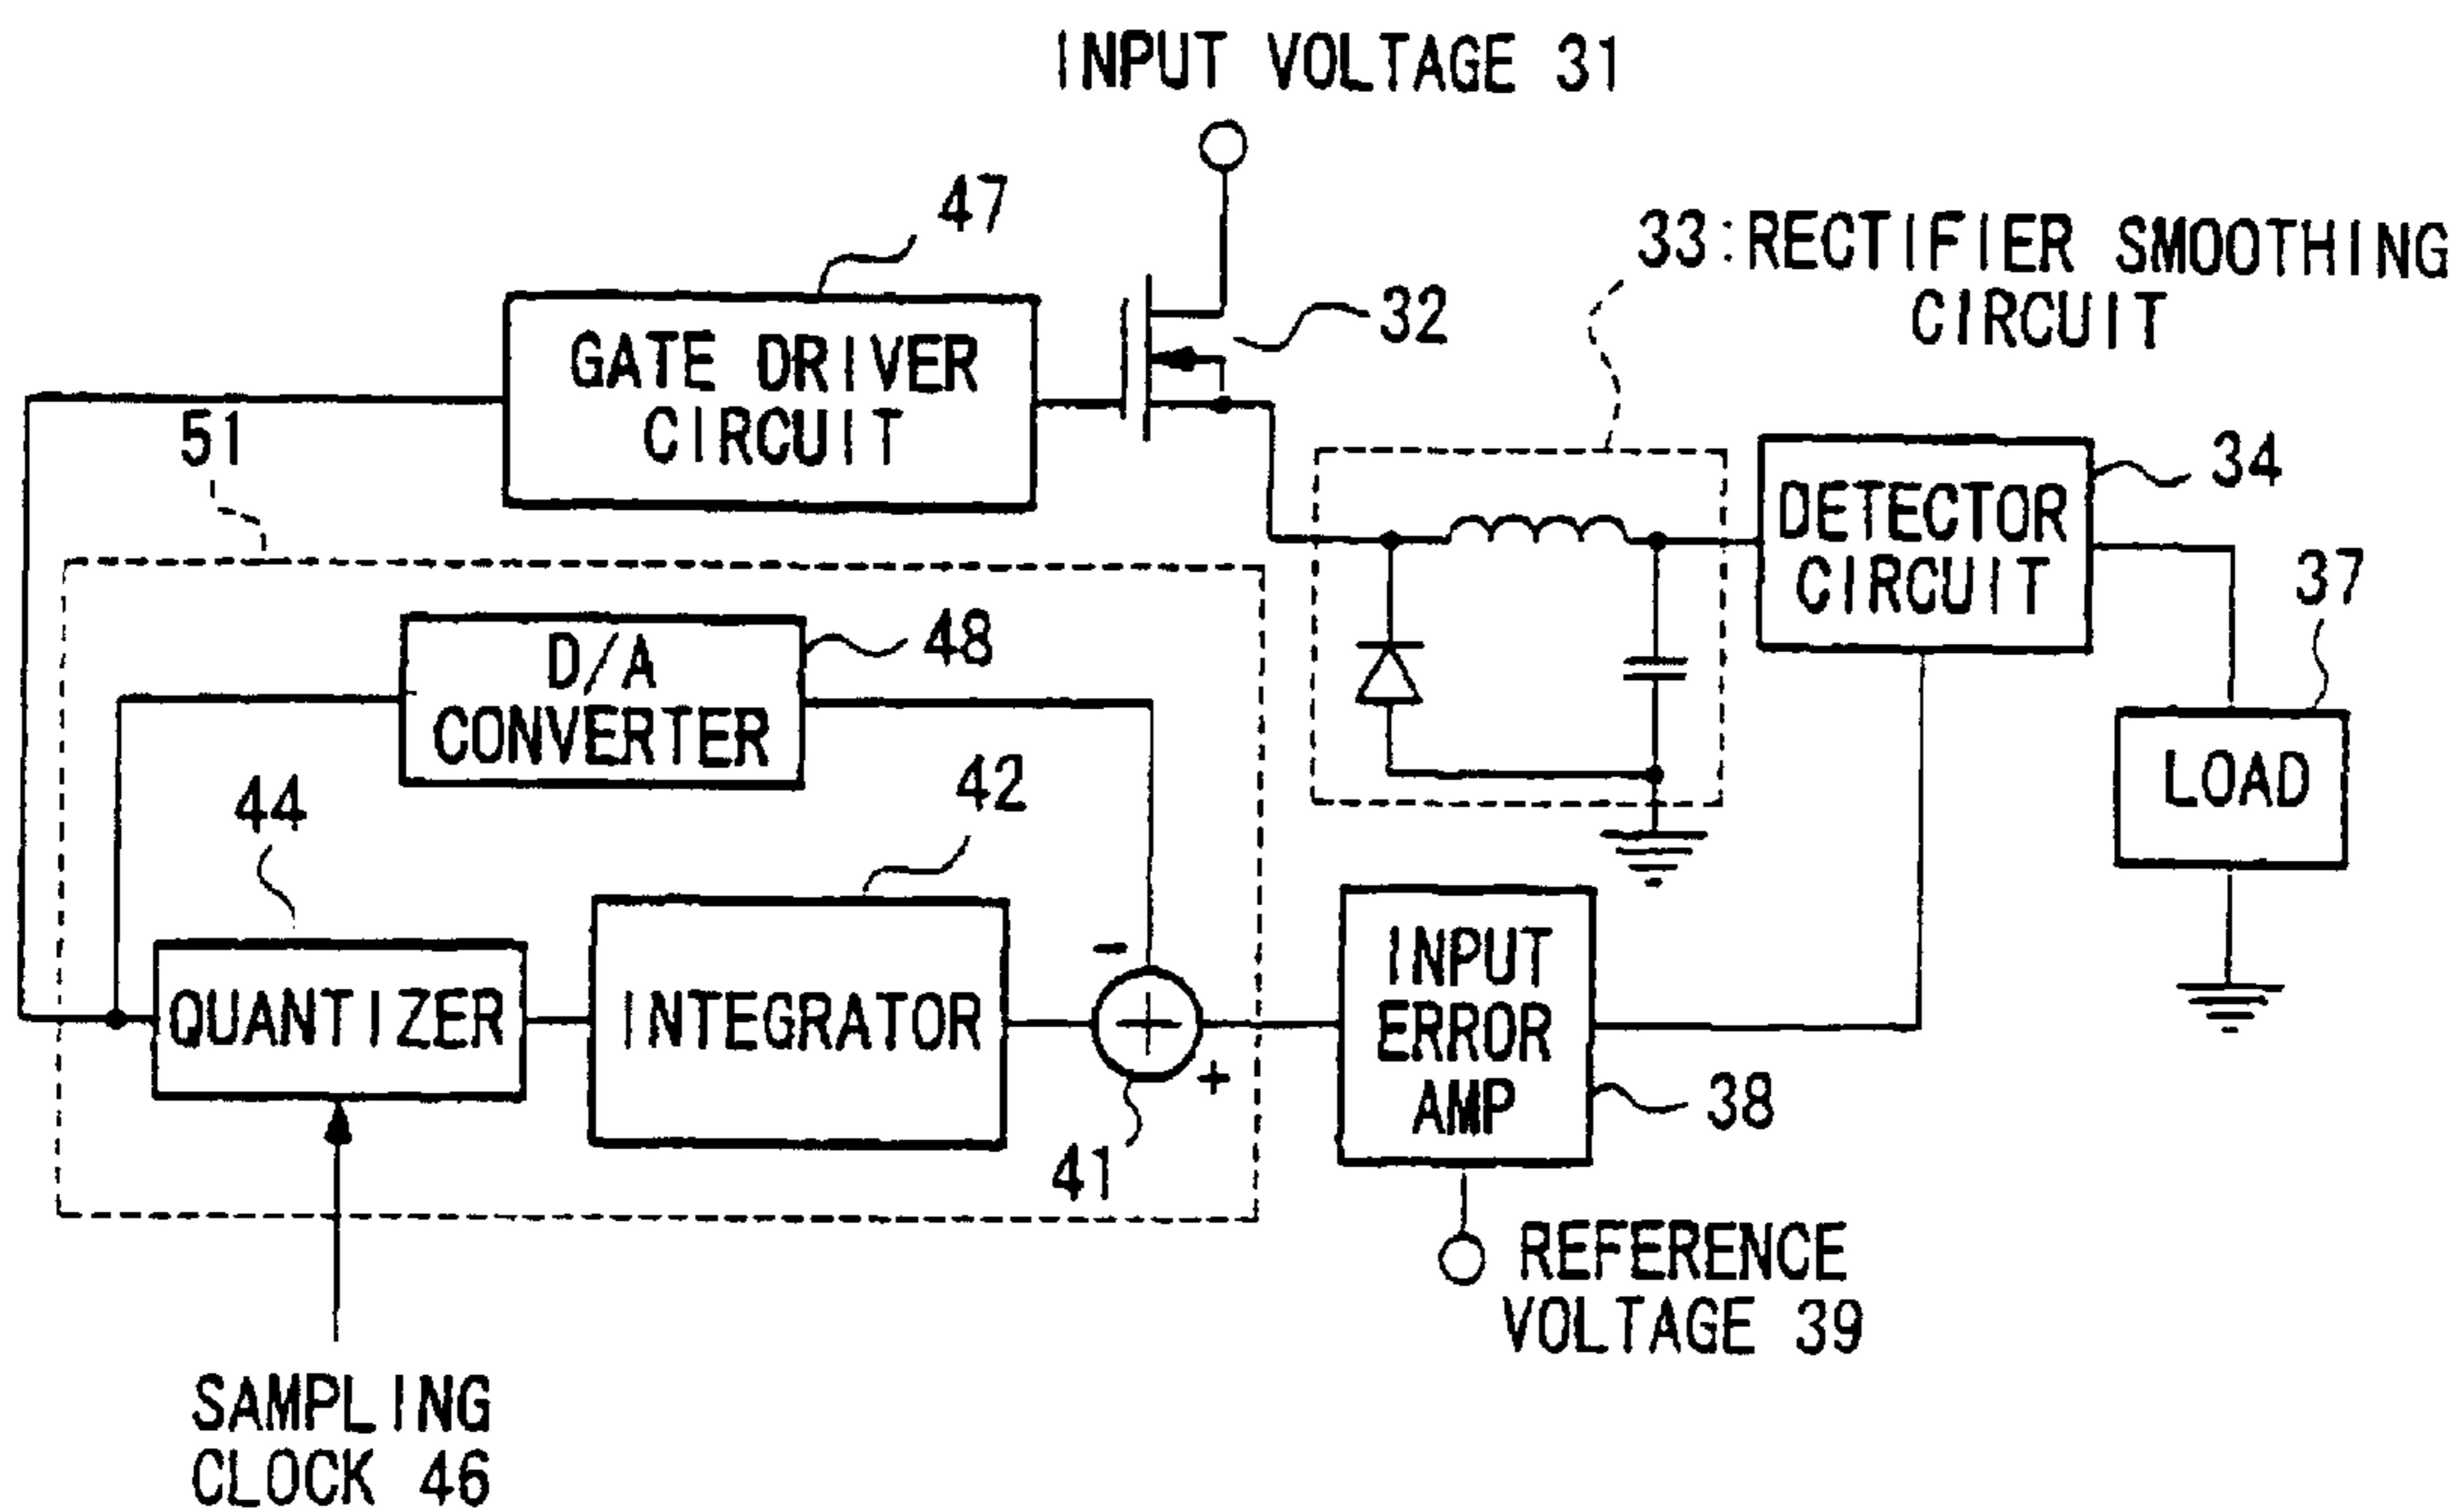 INPUT VOLTAGE 31
47
33:RECTIFIER SMOOTHING
CIRCUIT
32
GATE DRIVER
CIRCUIT
51
34
DETECTOR
CIRCUIT
37
D/A
CONVERTER
48
LOAD
44
42
-
INPUT
ERROR
AMP
QUANTIZER
INTEGRATOR
+
+
38
41
REFERENCE
VOLTAGE 39
SAMPLING
CLOCK 46